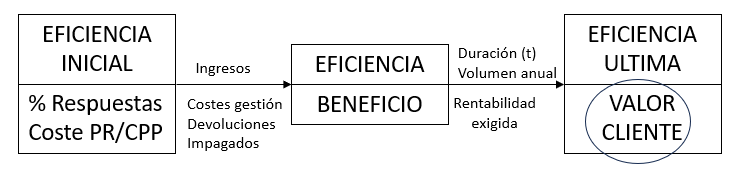 EFICIENCIA
INICIAL
% Respuestas
Coste PR/CPP
Ingresos
Costes gestión
Devoluciones
Impagados
EFICIENCIA
BENEFICIO
Duración (t)
Volumen anual
Rentabilidad
exigida
EFICIENCIA
ULTIMA
VALOR
CLIENTE